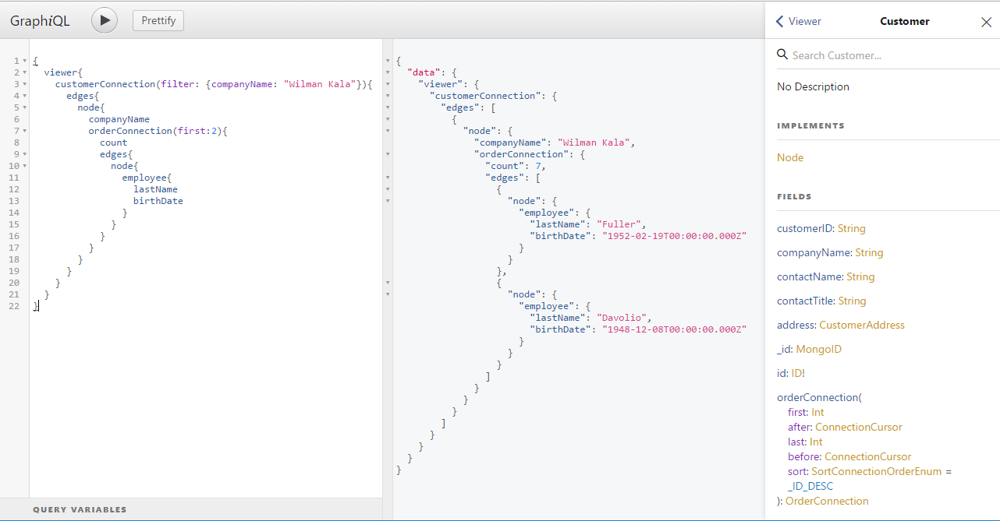 GraphiQL
Prettify
1 {
2 viewer{
3 customerConnection(filter: {companyName: "Wilman Kala"}){
4 edges{
5 node{
6 companyName
7 orderConnection(first:2){
8 count
9 edges{
10 node{
11 employee{
12 lastName
13 birthDate
14 }
15 }
16 }
17 }
18 }
19 }
20 }
21 }
22 }
QUERY VARIABLES
{
"data": {
"viewer": {
"customerConnection": {
"edges": [
{
"node": {
"companyName": "Wilman Kala",
"orderConnection": {
"count": 7,
"edges": [
{
"node": {
"employee": {
"lastName": "Fuller",
"birthDate": "1952-02-19T00:00:00.000Z"
}
}
},
{
"node": {
"employee": {
"lastName": "Davolio",
"birthDate": "1948-12-08T00:00:00.000Z"
}
}
}
]
}
}
}
]
}
}
}
}
Viewer
Customer
Search Customer...
No Description
IMPLEMENTS
Node
FIELDS
customerID: String
companyName: String
contactName: String
contactTitle: String
address: CustomerAddress
_id: MongoID
id: ID!
orderConnection(
first: Int
after: ConnectionCursor
last: Int
before: ConnectionCursor
sort: SortConnectionOrderEnum =
_ID_DESC
): OrderConnection